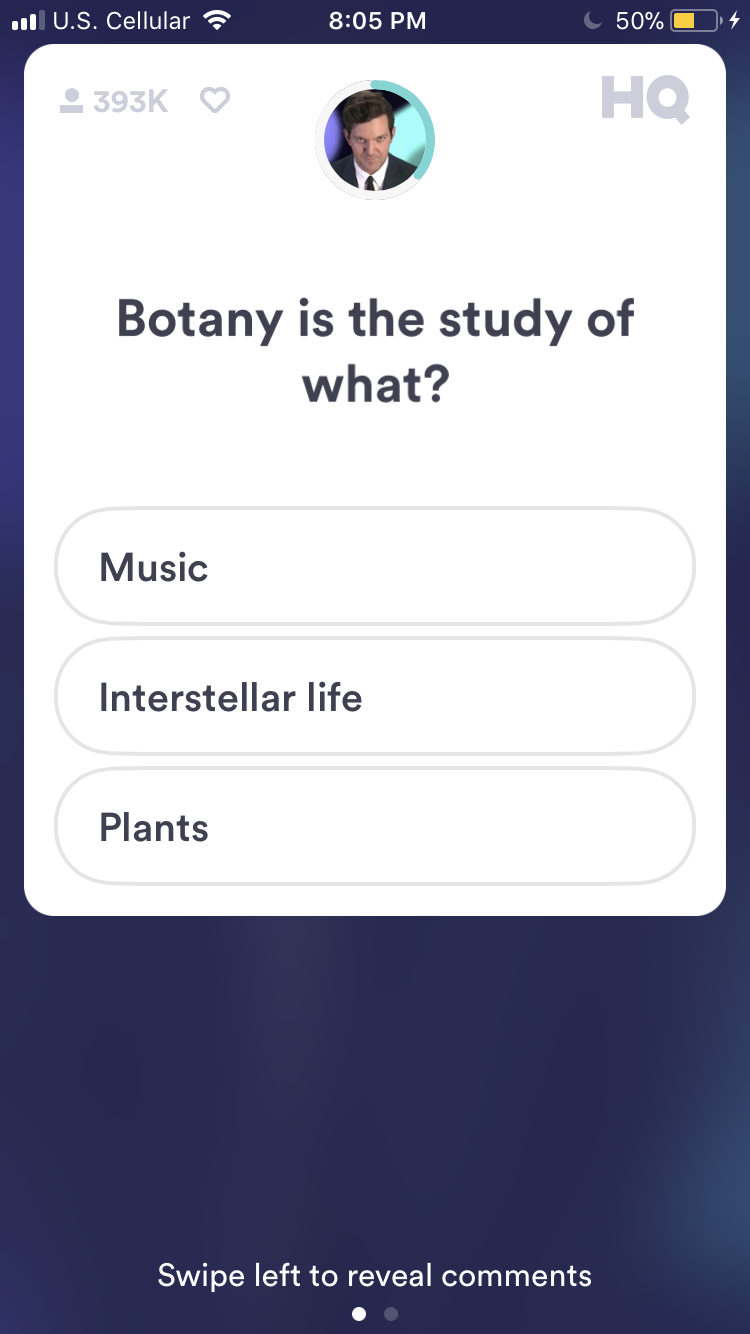 U.S. Cellular 8:05 PM 50%
393K HQ
Botany is the study of
what?
Music
Interstellar life
Plants
Swipe left to reveal comments